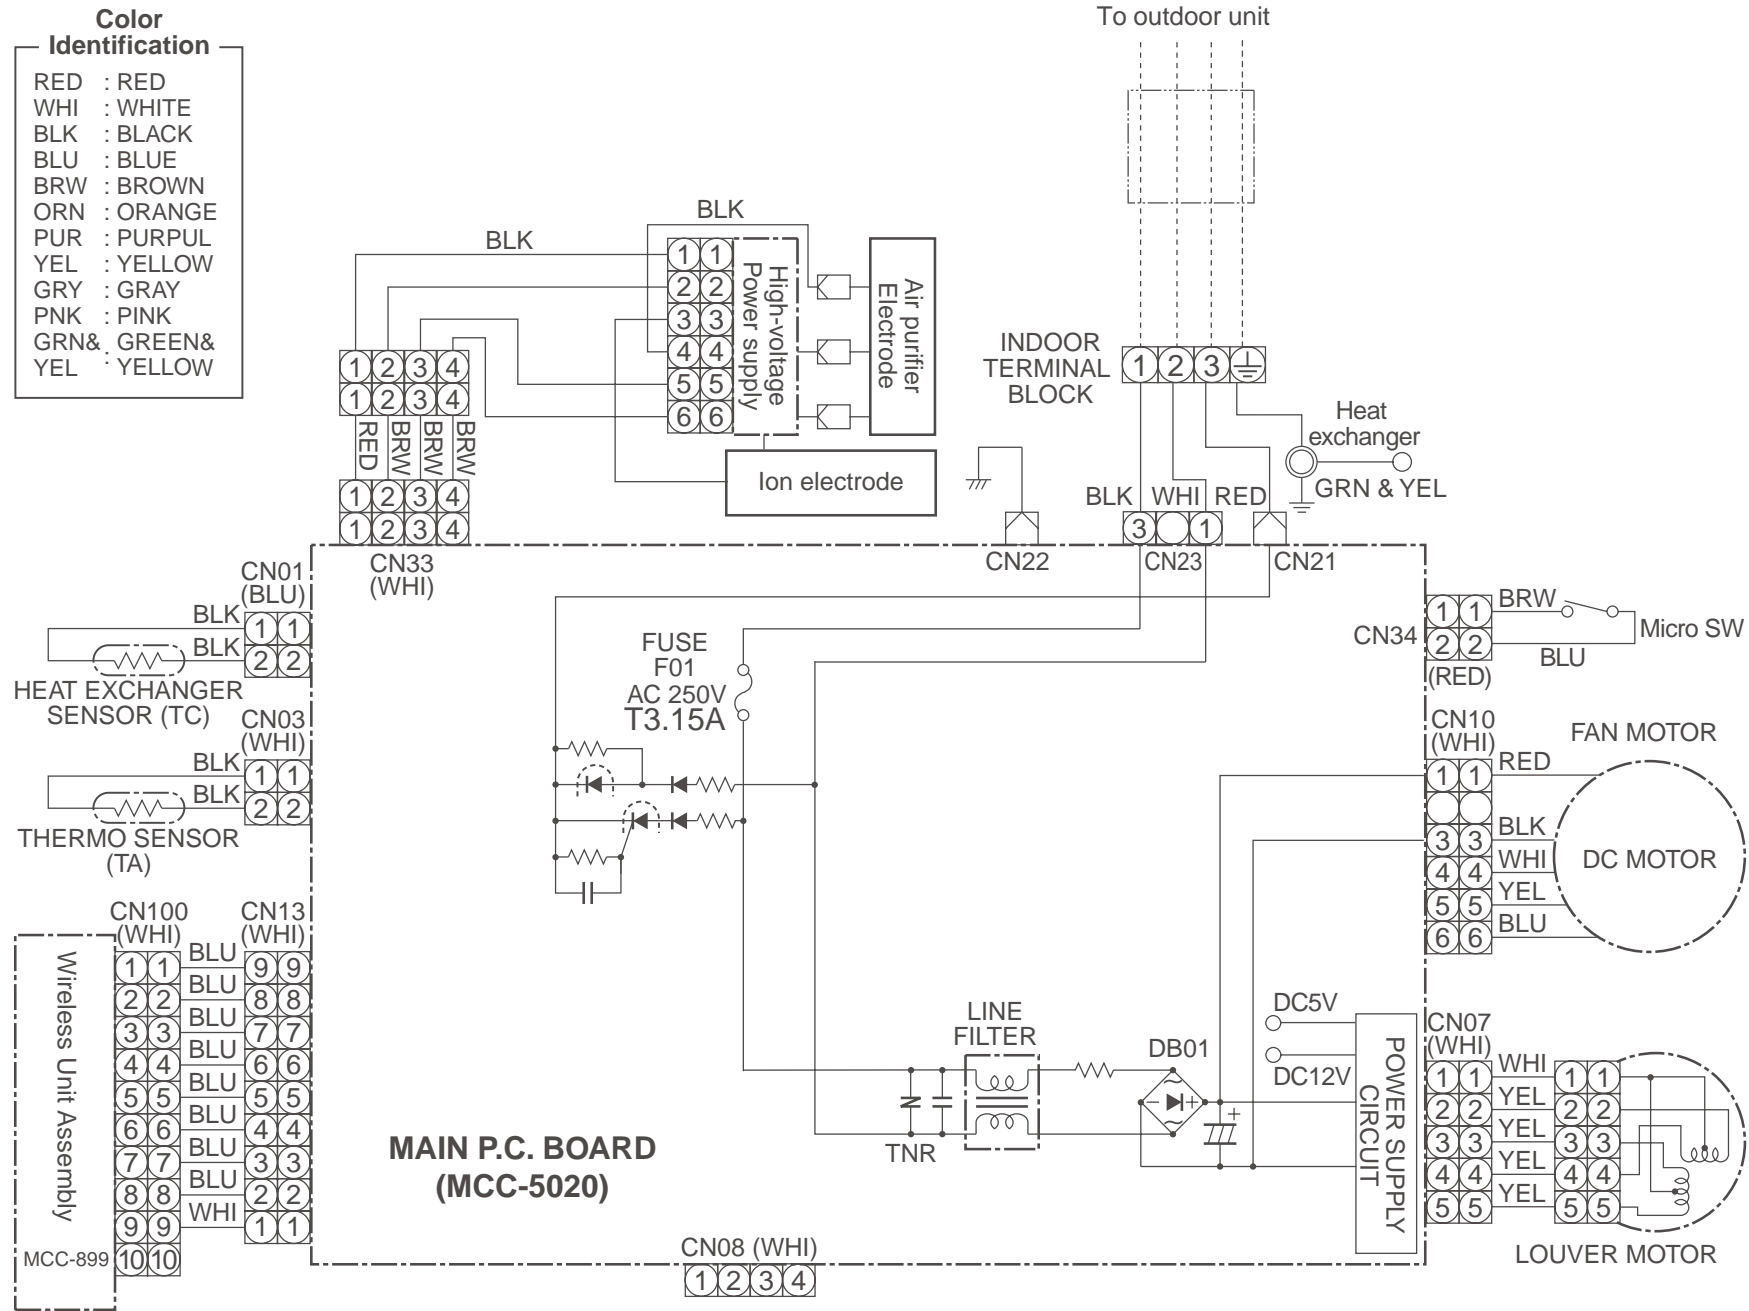 Color
Identification
RED : RED
WHI : WHITE
BLK : BLACK
BLU : BLUE
BRW : BROWN
ORN : ORANGE
PUR : PURPUL
YEL : YELLOW
GRY : GRAY
PNK : PINK
GRN& GREEN&
YEL : YELLOW
To outdoor unit
BLK
BLK
1 1
2 2
3 3
4 4
5 5
6 6
High-voltage
Power supply
Air purifier
Electrode
Ion electrode
1 2 3 4
1 2 3 4
RED BRW BRW BRW
1 2 3 4
1 2 3 4
CN33
(WHI)
INDOOR
TERMINAL
BLOCK
1 2 3
Heat
exchanger
GRN & YEL
BLK WHI RED
3 1
CN22
CN23
CN21
CN01
(BLU)
BLK
BLK
1 1
2 2
HEAT EXCHANGER
SENSOR (TC)
CN03
(WHI)
BLK
BLK
1 1
2 2
THERMO SENSOR
(TA)
FUSE
F01
AC 250V
T3.15A
CN34
1 1
2 2
(RED)
BRW
BLU
Micro SW
CN10
(WHI)
FAN MOTOR
1 1 RED
3 3 BLK
4 4 WHI
5 5 YEL
6 6 BLU
DC MOTOR
CN100
(WHI)
CN13
(WHI)
Wireless Unit Assembly
MCC-899
1 1 BLU 9 9
2 2 BLU 8 8
3 3 BLU 7 7
4 4 BLU 6 6
5 5 BLU 5 5
6 6 BLU 4 4
7 7 BLU 3 3
8 8 BLU 2 2
9 9 WHI 1 1
10 10
MAIN P.C. BOARD
(MCC-5020)
LINE
FILTER
TNR
DB01
− +
+
DC5V
DC12V
POWER SUPPLY
CIRCUIT
CN07
(WHI)
1 1 WHI 1 1
2 2 YEL 2 2
3 3 YEL 3 3
4 4 YEL 4 4
5 5 YEL 5 5
LOUVER MOTOR
CN08 (WHI)
1 2 3 4